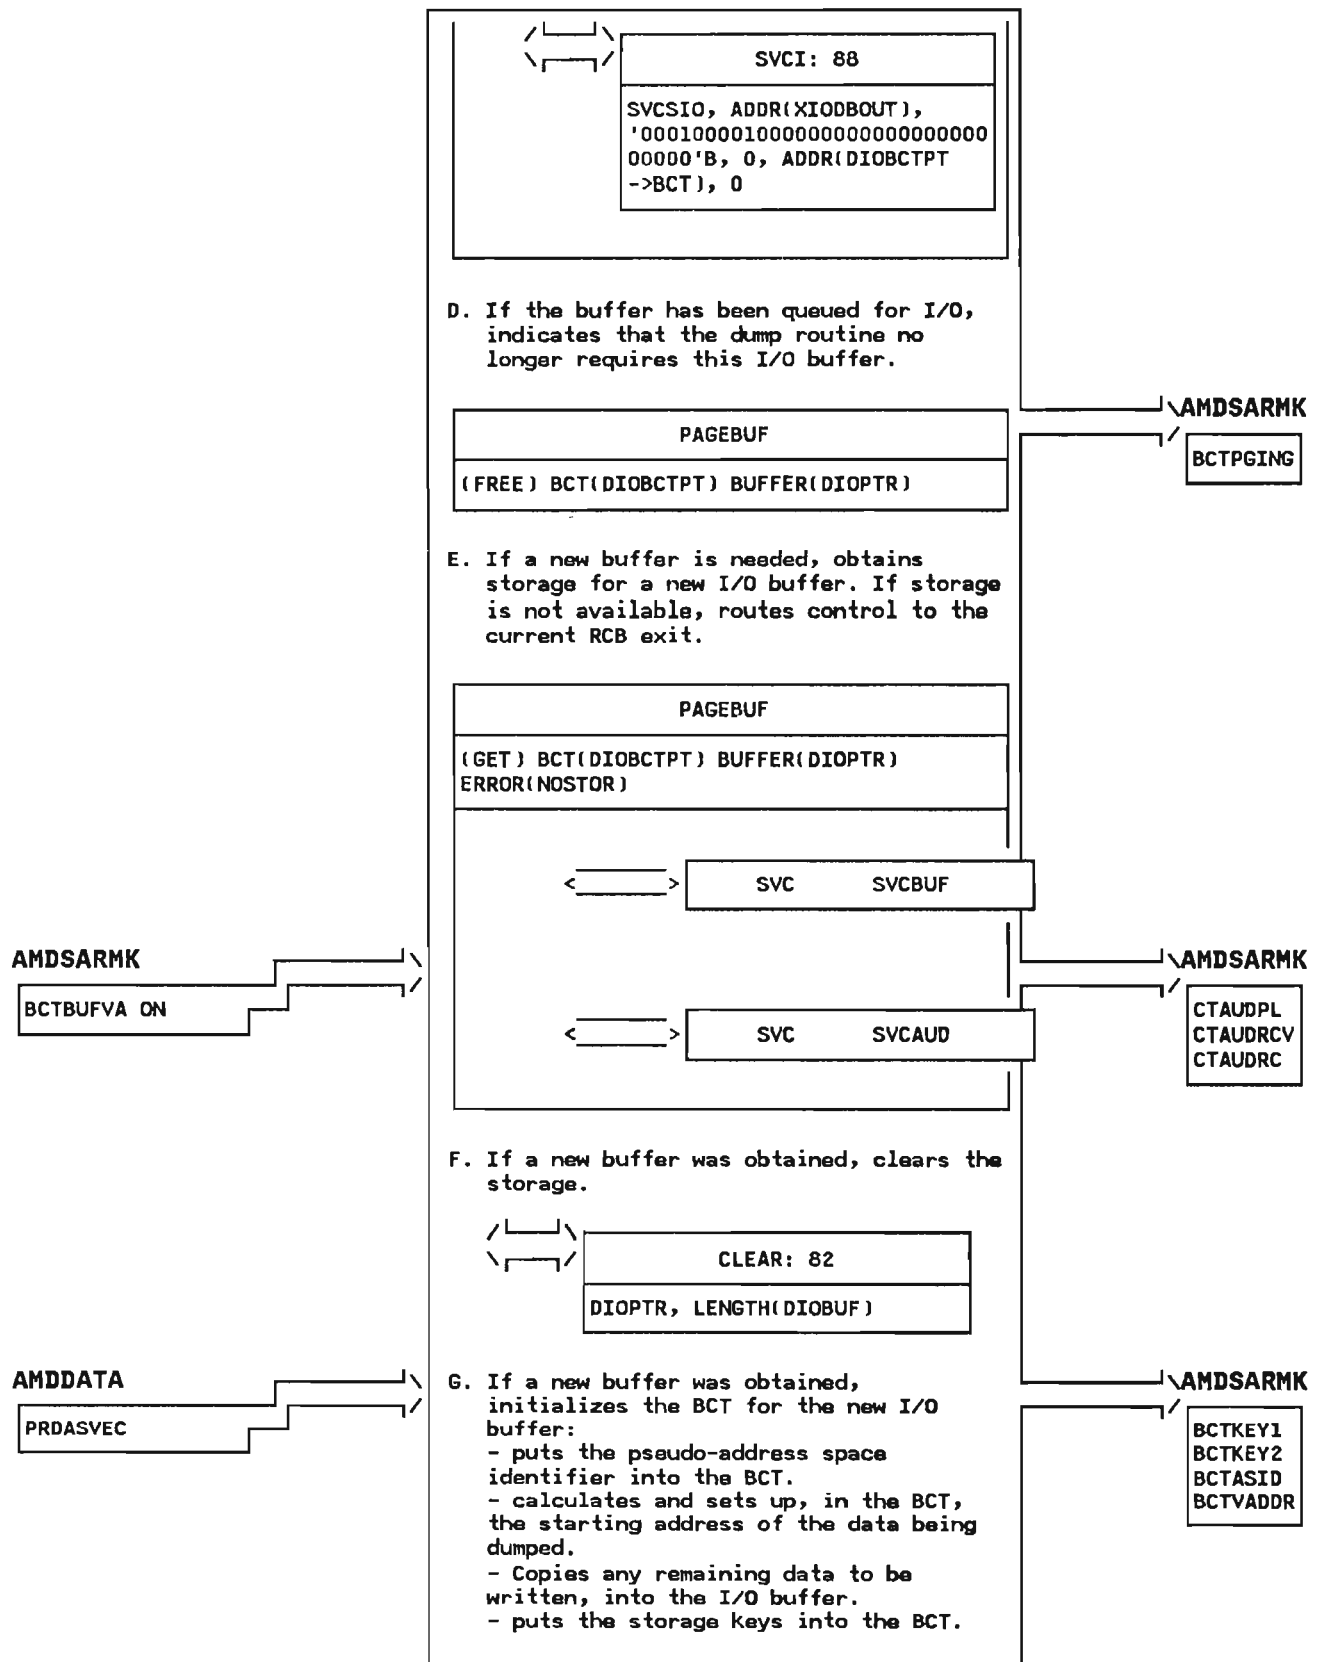 SVCI: 88
SVCSIO, ADDR(XIODBOUT),
'000100001000000000000000000
00000'B, 0, ADDR(DIOBCTPT
->BCT), 0
D. If the buffer has been queued for I/O,
indicates that the dump routine no
longer requires this I/O buffer.
AMDSARMK
BCTPGING
PAGEBUF
(FREE) BCT(DIOBCTPT) BUFFER(DIOPTR)
E. If a new buffer is needed, obtains
storage for a new I/O buffer. If storage
is not available, routes control to the
current RCB exit.
PAGEBUF
(GET) BCT(DIOBCTPT) BUFFER(DIOPTR)
ERROR(NOSTOR)
SVC SVCBUF
AMDSARMK
BCTBUFVA ON
AMDSARMK
CTAUDPL
CTAUDRCV
CTAUDRC
SVC SVCAUD
F. If a new buffer was obtained, clears the
storage.
CLEAR: 82
DIOPTR, LENGTH(DIOBUF)
AMDDATA
PRDASVEC
G. If a new buffer was obtained,
initializes the BCT for the new I/O
buffer:
- puts the pseudo-address space
identifier into the BCT.
- calculates and sets up, in the BCT,
the starting address of the data being
dumped.
- Copies any remaining data to be
written, into the I/O buffer.
- puts the storage keys into the BCT.
AMDSARMK
BCTKEY1
BCTKEY2
BCTASID
BCTVADDR